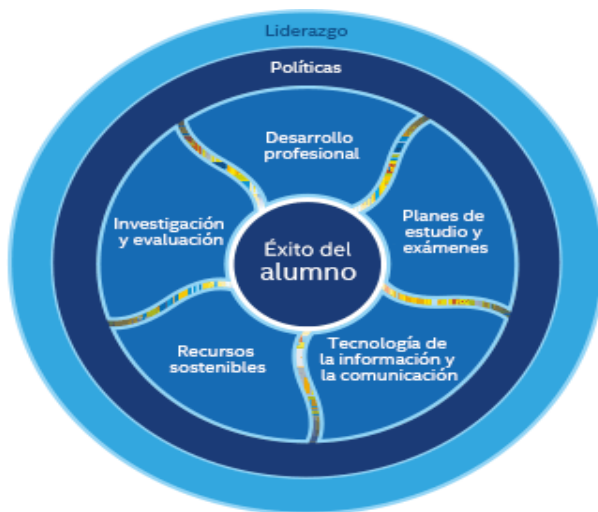 Liderazgo
Políticas
Desarrollo
profesional
Investigación
y evaluación
Planes de
estudio y
exámenes
Éxito del
alumno
Recursos
sostenibles
Tecnología de
la información y
la comunicación